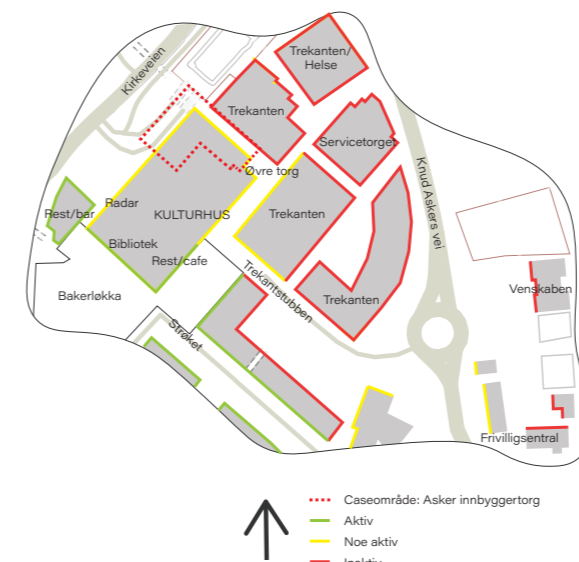 Trekanten/
Helse
Kirkeveien
Trekanten
Servicetorget
Øvre torg
Knud Askers vei
Rest/bar
Radar
KULTURHUS
Trekanten
Bibliotek
Rest/cafe
Bakerløkka
Trekantstubben
Trekanten
Venskaben
Strøket
Frivilligsentral
Caseområde: Asker innbyggertorg
Aktiv
Noe aktiv